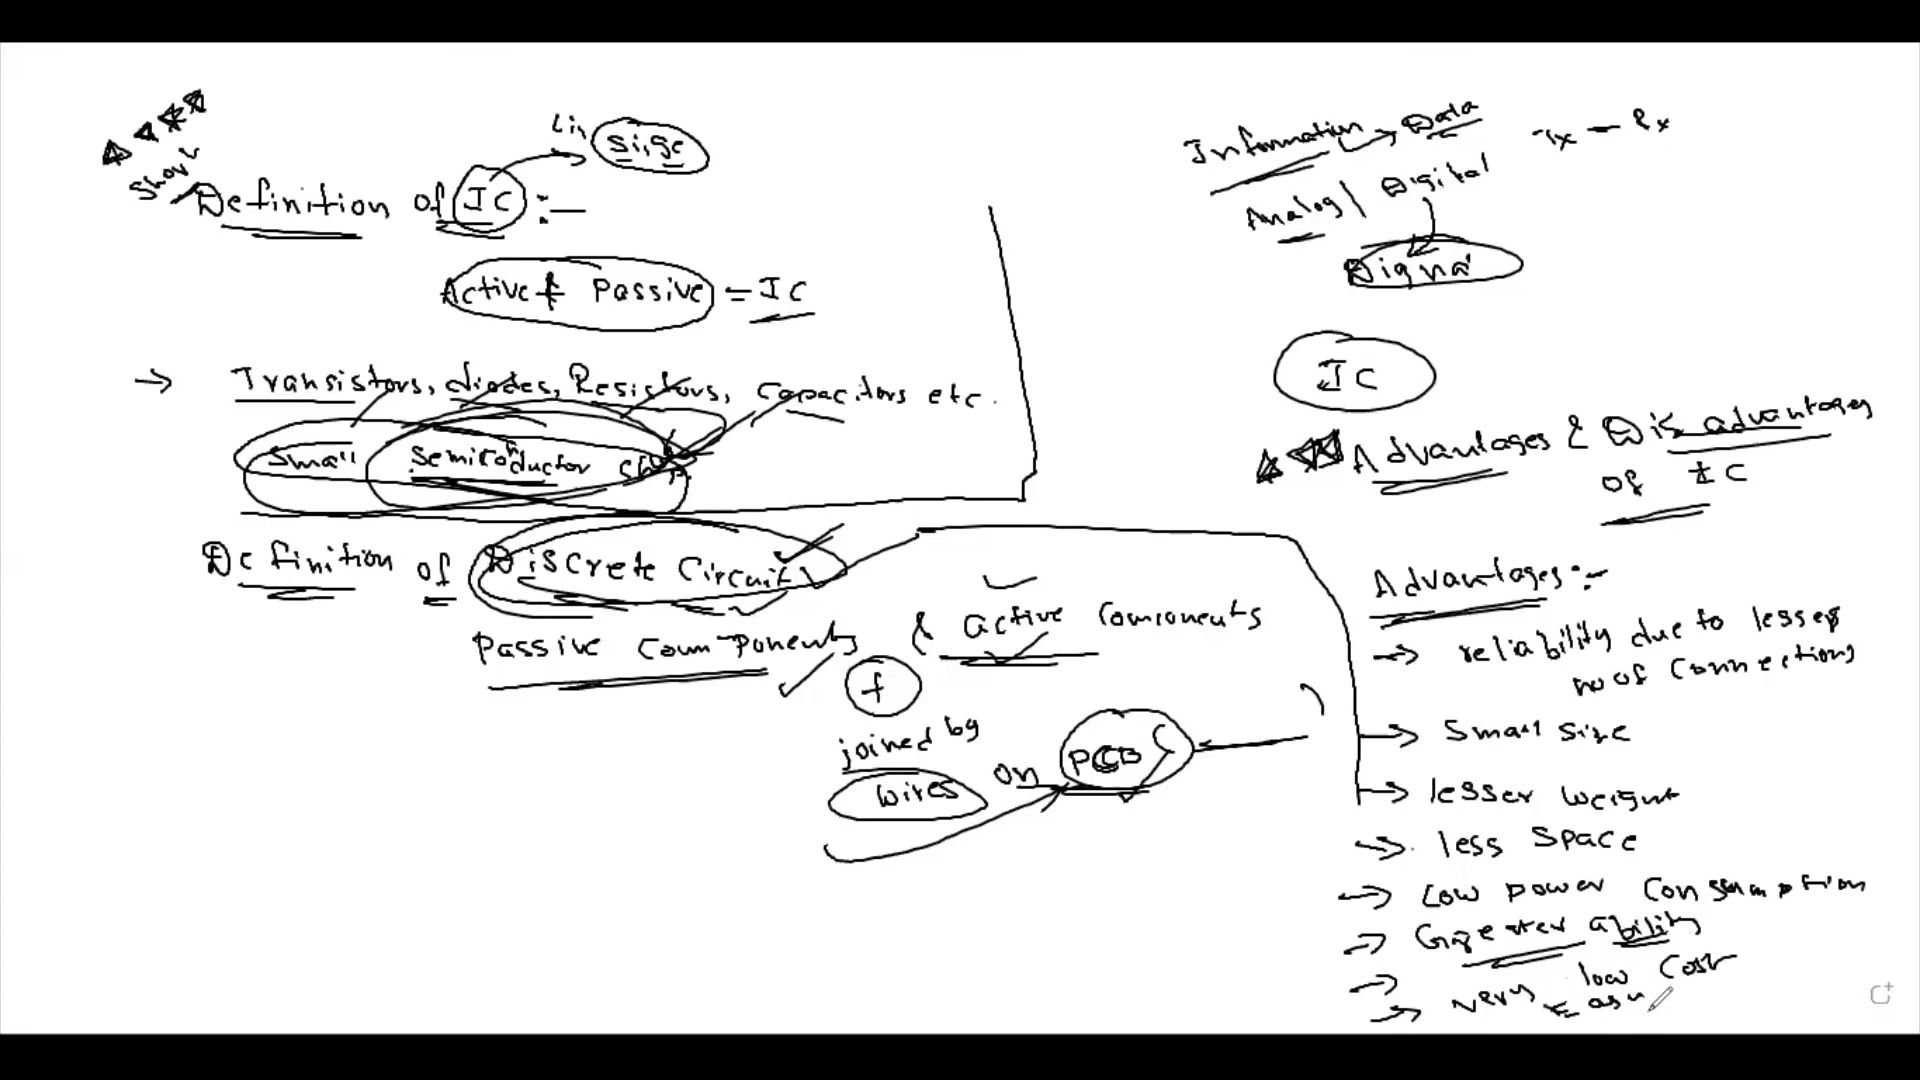 Short
Definition of IC :-
Active & Passive = IC
→ Transistors, diodes, Resistors, Capacitors etc.
Small Semiconductor chip
Definition of Discrete Circuit
Passive Components & active Components
+
joined by
Wires on PCB
Information → Data Tx - Rx
Analog / Digital
IC
Advantages & Disadvantages
of IC
Advantages :-
→ reliability due to lesser
no of Connections
→ Small size
→ lesser weight
→ less Space
→ Low power Consumption
→ Greater ability
→ low Cost
→ Very Easy